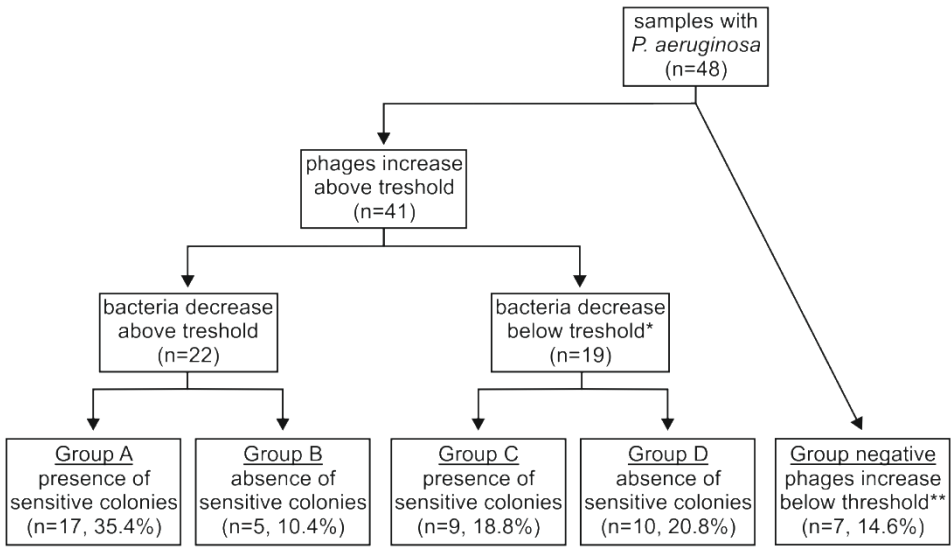 samples with
P. aeruginosa
(n=48)
phages increase
above treshold
(n=41)
bacteria decrease
above treshold
(n=22)
bacteria decrease
below treshold*
(n=19)
Group A
presence of
sensitive colonies
(n=17, 35.4%)
Group B
absence of
sensitive colonies
(n=5, 10.4%)
Group C
presence of
sensitive colonies
(n=9, 18.8%)
Group D
absence of
sensitive colonies
(n=10, 20.8%)
Group negative
phages increase
below threshold**
(n=7, 14.6%)